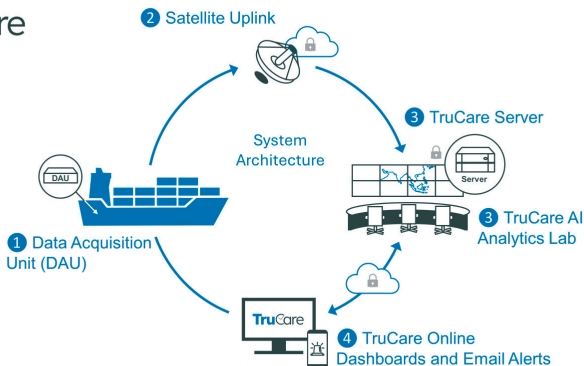 re
2 Satellite Uplink
3 TruCare Server
System
Architecture
DAU
Server
1 Data Acquisition
Unit (DAU)
3 TruCare AI
Analytics Lab
TruCare
4 TruCare Online
Dashboards and Email Alerts